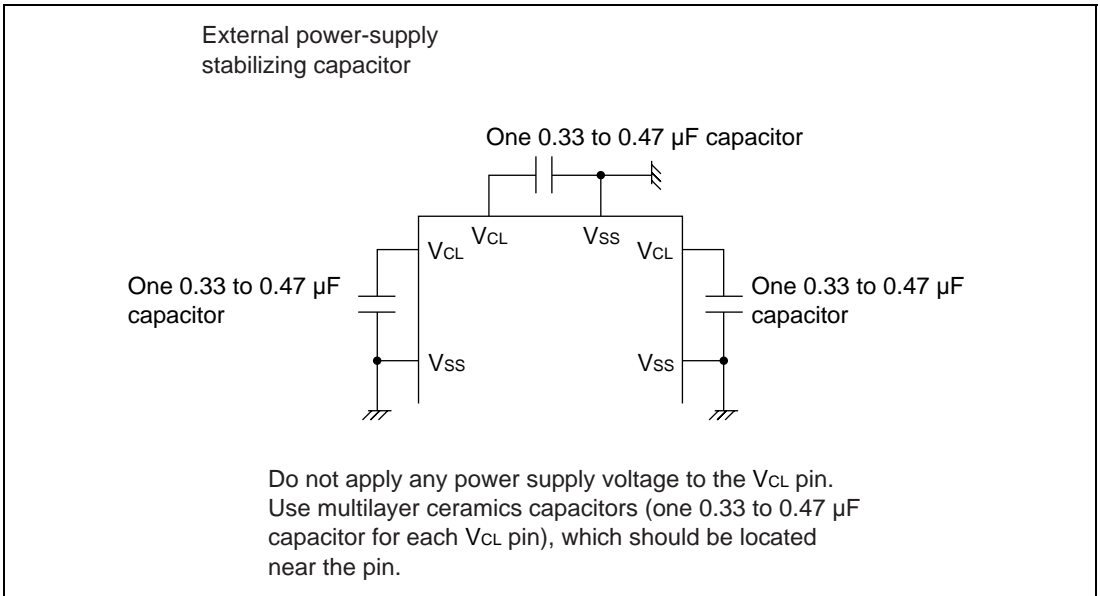 External power-supply
stabilizing capacitor
One 0.33 to 0.47 µF capacitor
VCL
VCL
VSS
VCL
One 0.33 to 0.47 µF
capacitor
One 0.33 to 0.47 µF
capacitor
VSS
VSS
Do not apply any power supply voltage to the VCL pin.
Use multilayer ceramics capacitors (one 0.33 to 0.47 µF
capacitor for each VCL pin), which should be located
near the pin.